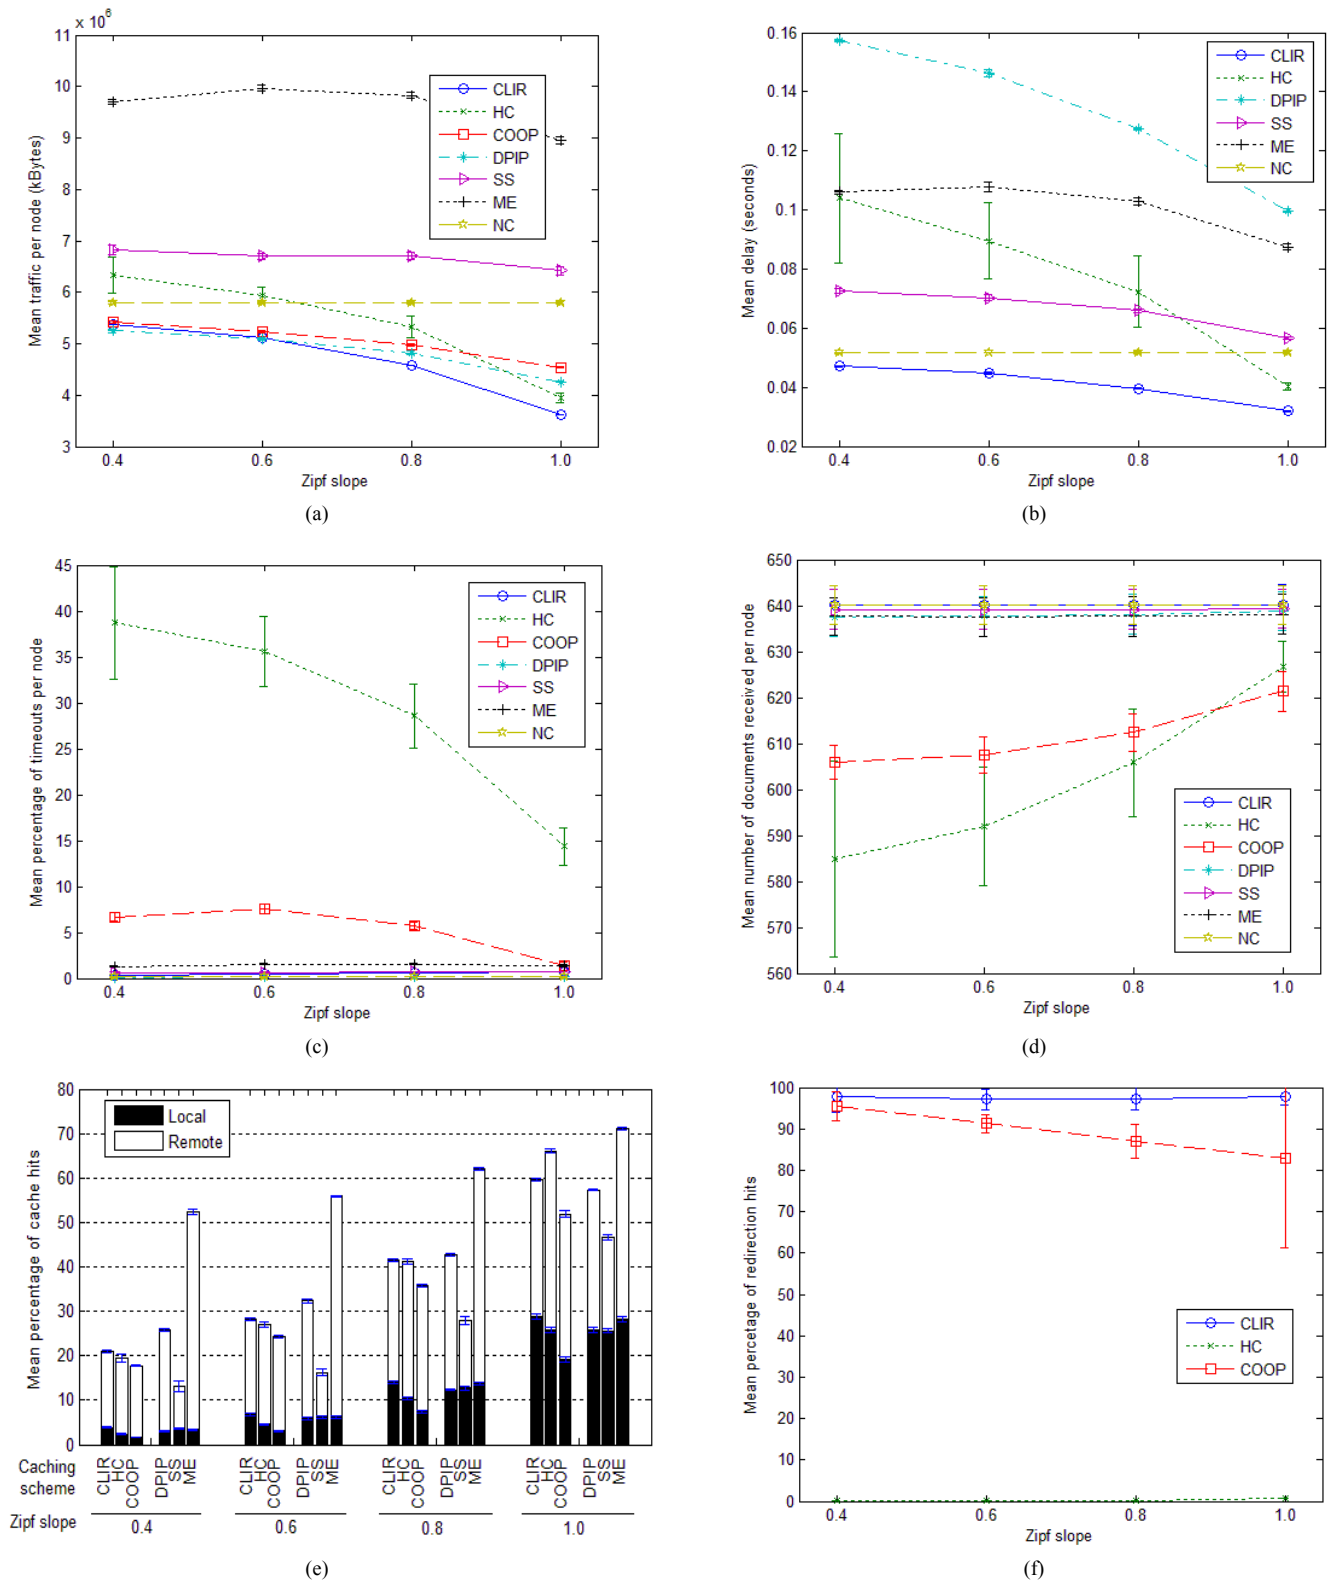 x 10^6
11
10
9
8
7
6
5
4
3
Mean traffic per node (kBytes)
CLIR
HC
COOP
DPIP
SS
ME
NC
0.4 0.6 0.8 1.0
Zipf slope
(a)
0.16
0.14
0.12
0.1
0.08
0.06
0.04
0.02
Mean delay (seconds)
CLIR
HC
DPIP
SS
ME
NC
0.4 0.6 0.8 1.0
Zipf slope
(b)
45
40
35
30
25
20
15
10
5
0
Mean percentage of timeouts per node
CLIR
HC
COOP
DPIP
SS
ME
NC
0.4 0.6 0.8 1.0
Zipf slope
(c)
650
640
630
620
610
600
590
580
570
560
Mean number of documents received per node
CLIR
HC
COOP
DPIP
SS
ME
NC
0.4 0.6 0.8 1.0
Zipf slope
(d)
80
70
60
50
40
30
20
10
0
Mean percentage of cache hits
Local
Remote
Caching scheme
CLIR HC COOP DPIP SS ME
CLIR HC COOP DPIP SS ME
CLIR HC COOP DPIP SS ME
CLIR HC COOP DPIP SS ME
Zipf slope 0.4 0.6 0.8 1.0
(e)
100
90
80
70
60
50
40
30
20
10
0
Mean percetage of redirection hits
CLIR
HC
COOP
0.4 0.6 0.8 1.0
Zipf slope
(f)